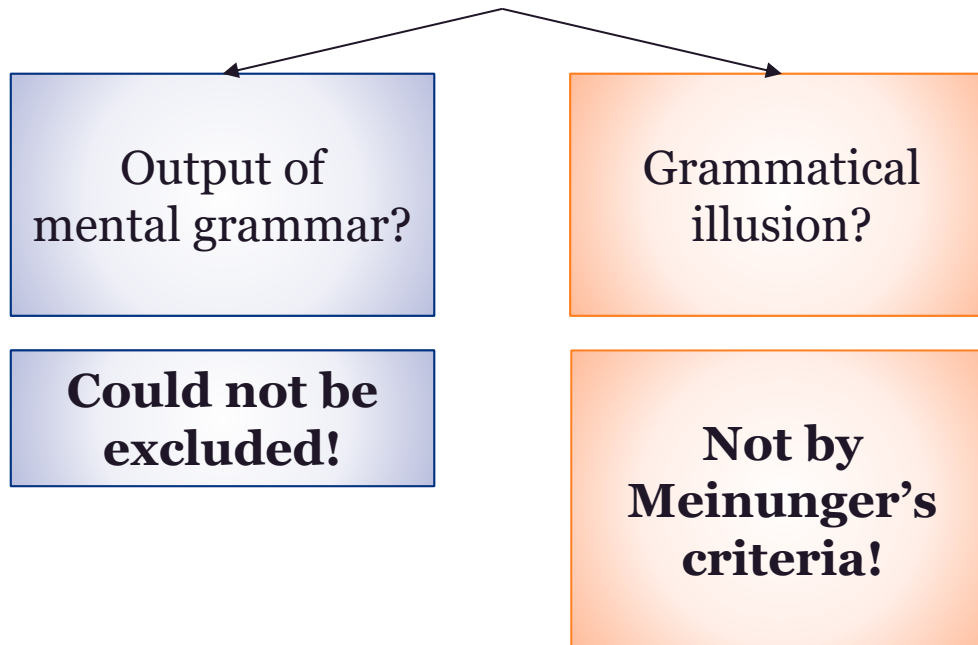 Output of
mental grammar?
Grammatical
illusion?
Could not be
excluded!
Not by
Meinunger’s
criteria!